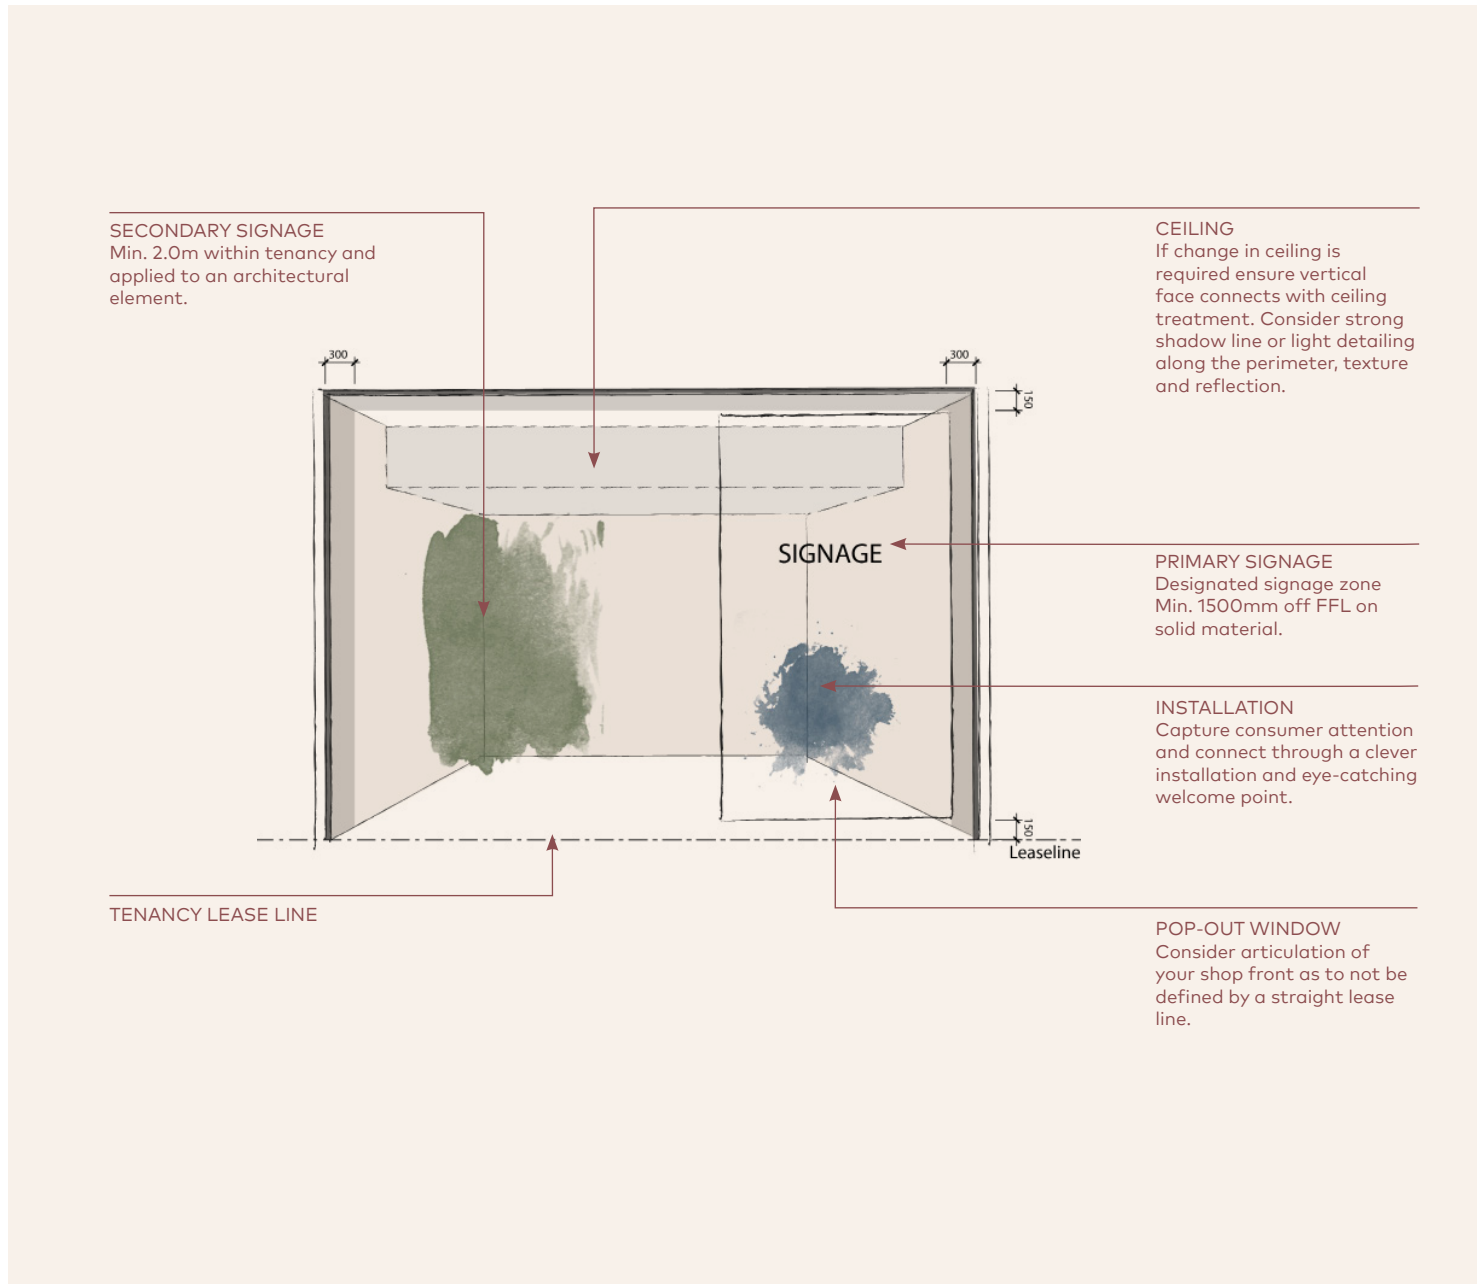 SECONDARY SIGNAGE
Min. 2.0m within tenancy and
applied to an architectural
element.
CEILING
If change in ceiling is
required ensure vertical
face connects with ceiling
treatment. Consider strong
shadow line or light detailing
along the perimeter, texture
and reflection.
300
300
150
SIGNAGE
PRIMARY SIGNAGE
Designated signage zone
Min. 1500mm off FFL on
solid material.
INSTALLATION
Capture consumer attention
and connect through a clever
installation and eye-catching
welcome point.
150
Leaseline
TENANCY LEASE LINE
POP-OUT WINDOW
Consider articulation of
your shop front as to not be
defined by a straight lease
line.